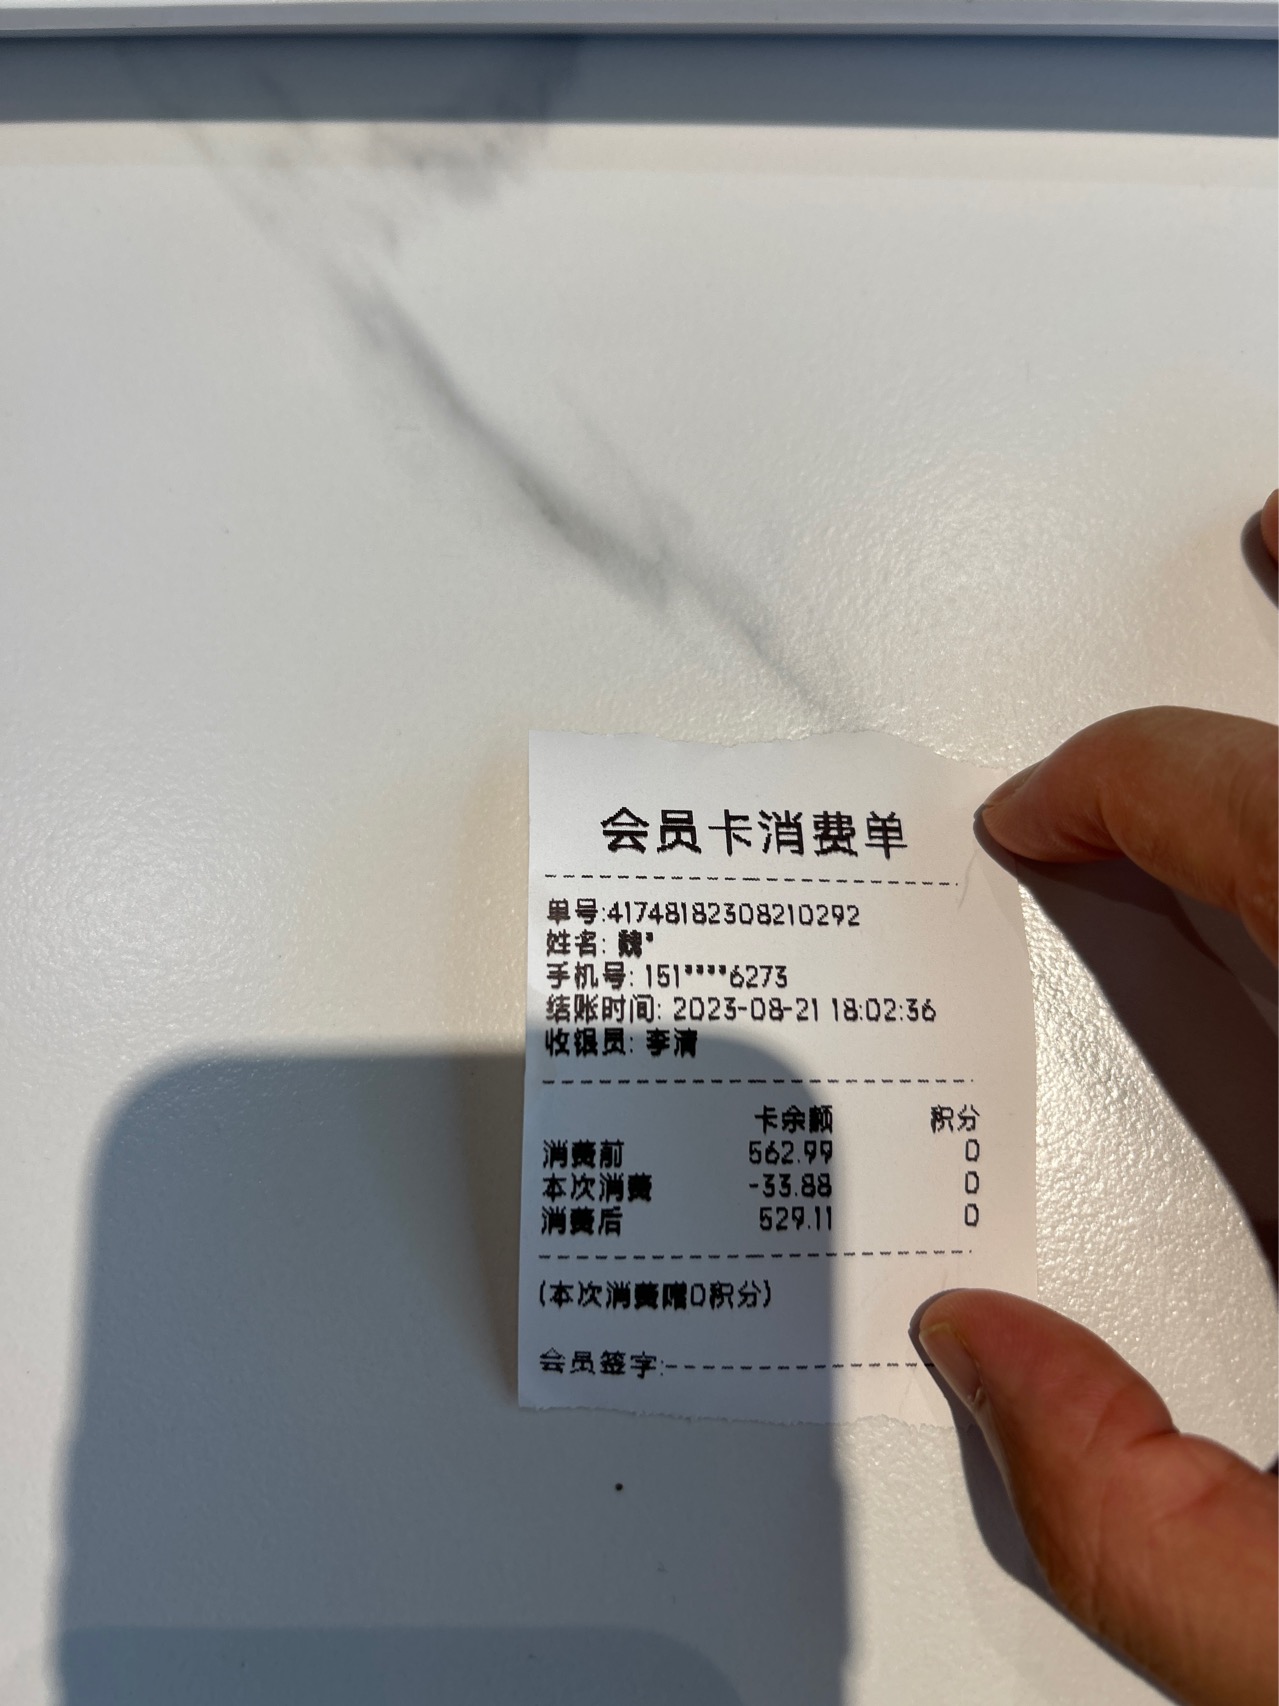 会员卡消费单
单号:41748182308210292
姓名: 魏*
手机号: 151****6273
结账时间: 2023-08-21 18:02:36
收银员: 李清
卡余额 积分
消费前 562.99 0
本次消费 -33.88 0
消费后 529.11 0
(本次消费赠0积分)
会员签字: